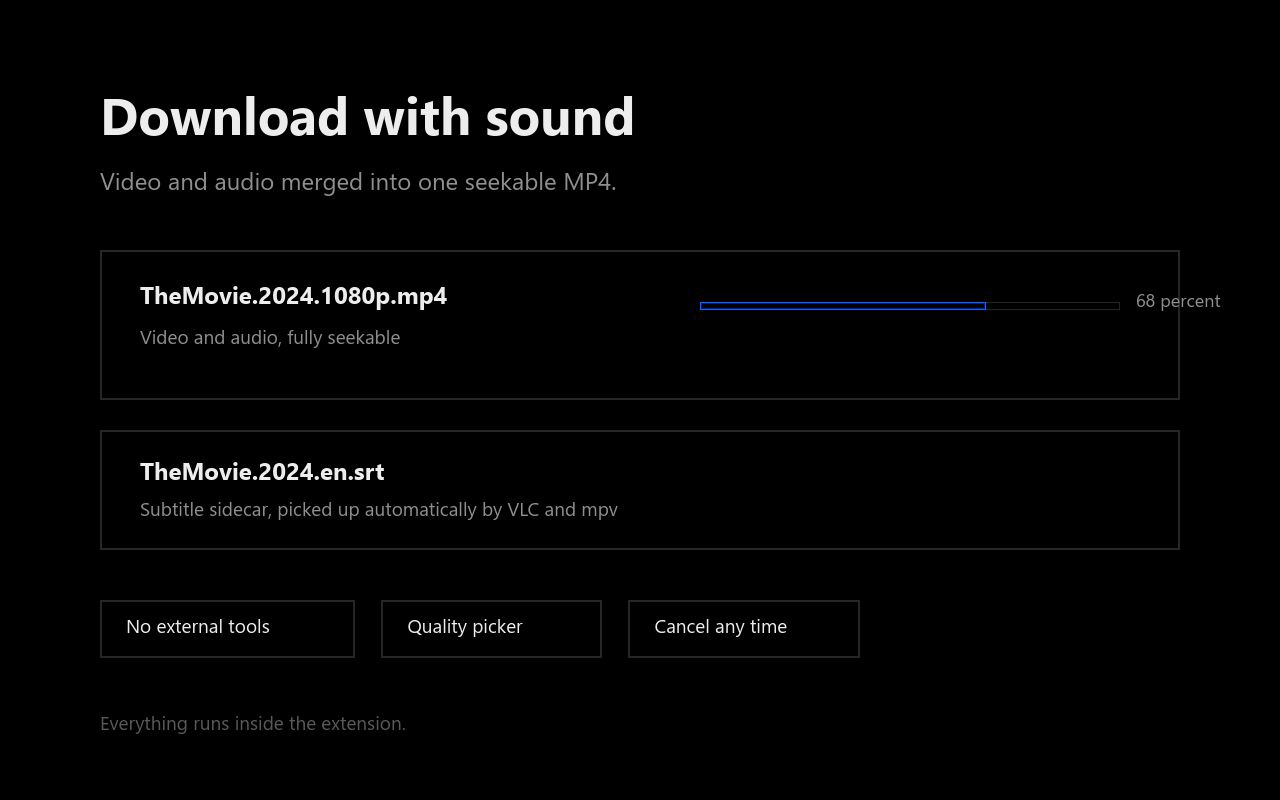 Download with sound
Video and audio merged into one seekable MP4.
TheMovie.2024.1080p.mp4
68 percent
Video and audio, fully seekable
TheMovie.2024.en.srt
Subtitle sidecar, picked up automatically by VLC and mpv
No external tools
Quality picker
Cancel any time
Everything runs inside the extension.